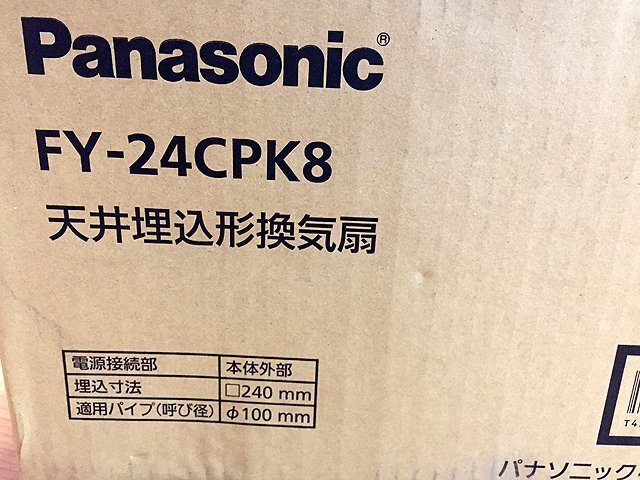 Panasonic®
FY-24CPK8
天井埋込形換気扇
電源接続部 本体外部
埋込寸法 □240 mm
適用パイプ(呼び径) φ100 mm
T4
パナソニック